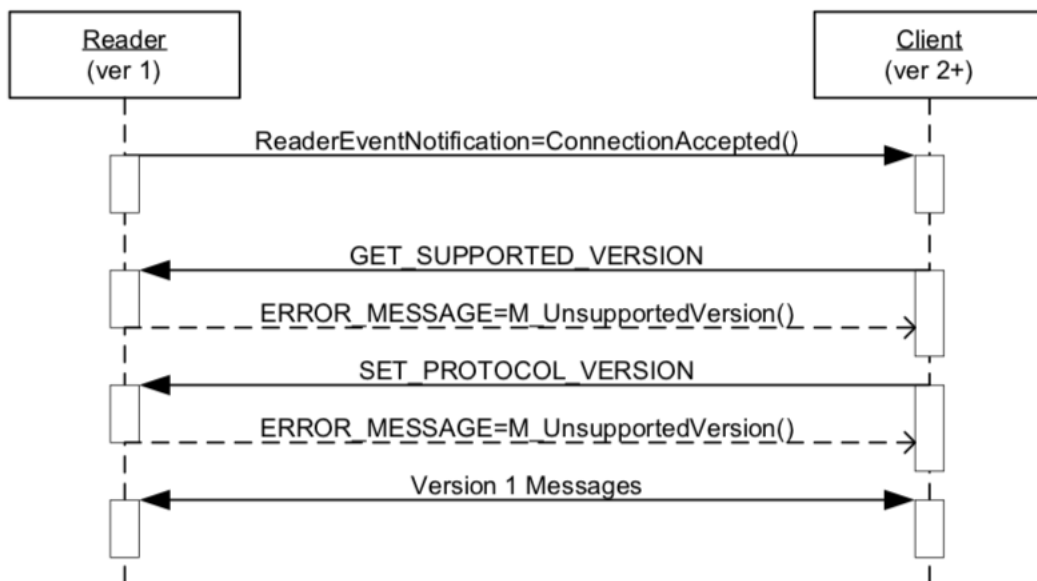 Reader
(ver 1)
Client
(ver 2+)
ReaderEventNotification=ConnectionAccepted()
GET_SUPPORTED_VERSION
ERROR_MESSAGE=M_UnsupportedVersion()
SET_PROTOCOL_VERSION
ERROR_MESSAGE=M_UnsupportedVersion()
Version 1 Messages